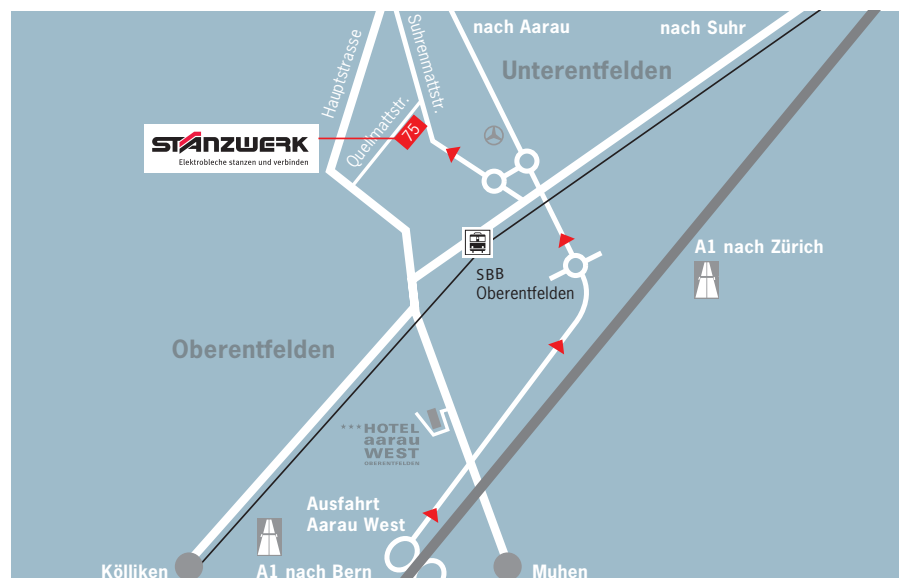 nach Aarau
nach Suhr
Hauptstrasse
Suhrenmattstr.
Unterentfelden
Quellmattstr.
75
STANZWERK
Elektrobleche stanzen und verbinden
A1 nach Zürich
SBB
Oberentfelden
Oberentfelden
***HOTEL
aarau
WEST
OBERENTFELDEN
Ausfahrt
Aarau West
Kölliken
A1 nach Bern
Muhen